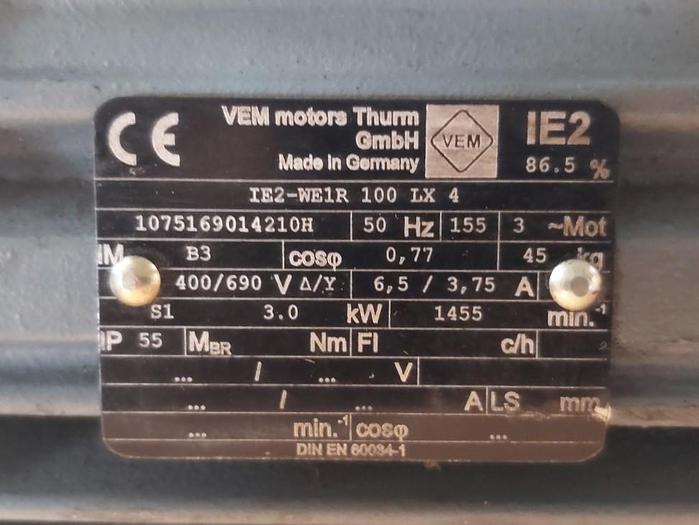 CE
VEM motors Thurm
GmbH
Made in Germany
VEM
IE2
86.5 %
IE2-WE1R 100 LX 4
1075169014210H 50 Hz 155 3 ~Mot
IM B3 cosφ 0,77 45 kg
400/690 V Δ/Y 6,5 / 3,75 A
S1 3.0 kW 1455 min.⁻¹
IP 55 MBR Nm FI c/h
... / ... V
... / ... A LS mm
... min.⁻¹ cosφ ...
DIN EN 60034-1